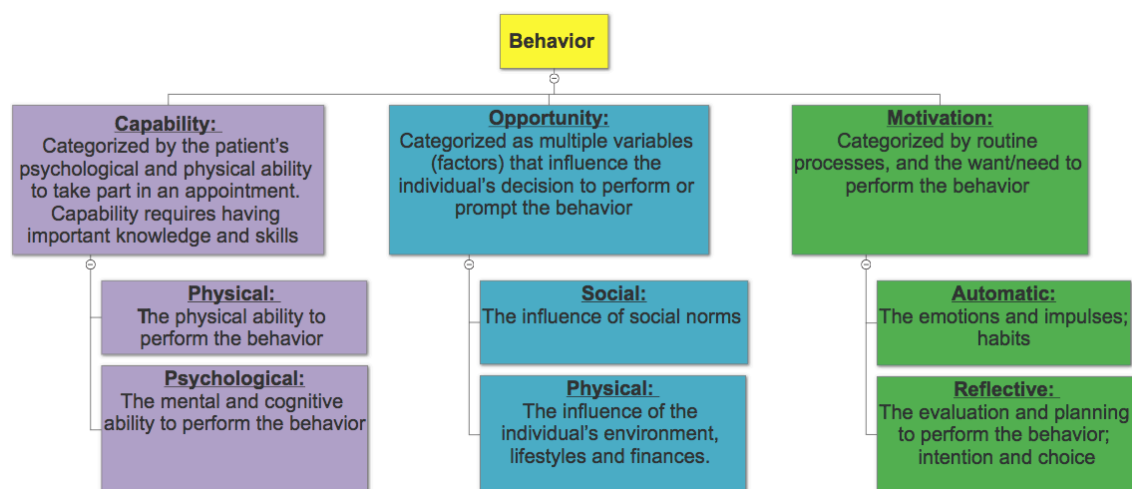 Behavior
Capability:
Categorized by the patient's
psychological and physical ability
to take part in an appointment.
Capability requires having
important knowledge and skills
Physical:
The physical ability to
perform the behavior
Psychological:
The mental and cognitive
ability to perform the behavior
Opportunity:
Categorized as multiple variables
(factors) that influence the
individual's decision to perform or
prompt the behavior
Social:
The influence of social norms
Physical:
The influence of the
individual's environment,
lifestyles and finances.
Motivation:
Categorized by routine
processes, and the want/need to
perform the behavior
Automatic:
The emotions and impulses;
habits
Reflective:
The evaluation and planning
to perform the behavior;
intention and choice